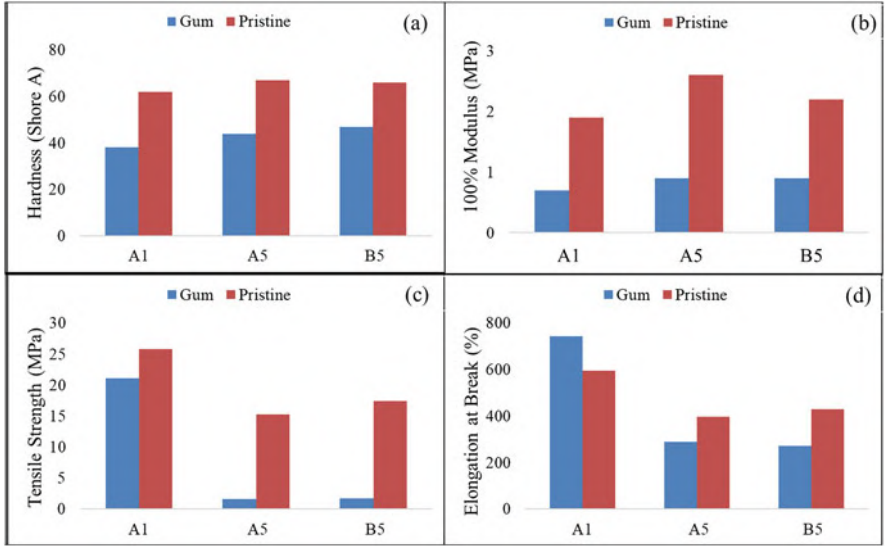 Gum Pristine (a)
Hardness (Shore A)
80
60
40
20
0
A1 A5 B5
Gum Pristine (b)
100% Modulus (MPa)
3
2
1
0
A1 A5 B5
Gum Pristine (c)
Tensile Strength (MPa)
30
25
20
15
10
5
0
A1 A5 B5
Gum Pristine (d)
Elongation at Break (%)
800
600
400
200
0
A1 A5 B5